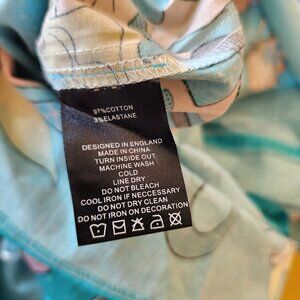 97%COTTON
3%ELASTANE
DESIGNED IN ENGLAND
MADE IN CHINA
TURN INSIDE OUT
MACHINE WASH
COLD
LINE DRY
DO NOT BLEACH
COOL IRON IF NECCESSARY
DO NOT DRY CLEAN
DO NOT IRON ON DECORATION